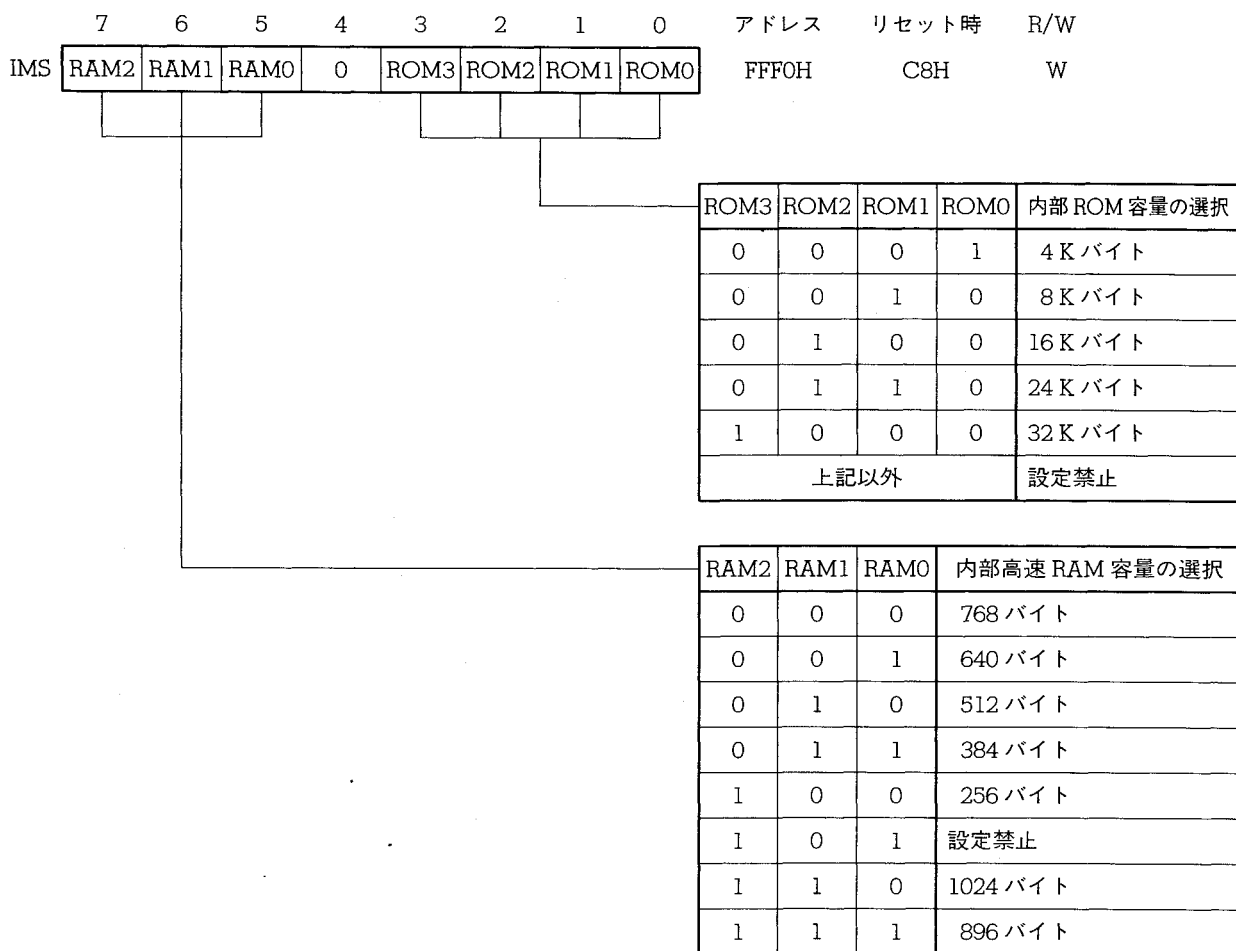 7 6 5 4 3 2 1 0 アドレス リセット時 R/W
IMS RAM2 RAM1 RAM0 0 ROM3 ROM2 ROM1 ROM0 FFF0H C8H W
ROM3 ROM2 ROM1 ROM0 内部ROM容量の選択
0 0 0 1 4Kバイト
0 0 1 0 8Kバイト
0 1 0 0 16Kバイト
0 1 1 0 24Kバイト
1 0 0 0 32Kバイト
上記以外 設定禁止
RAM2 RAM1 RAM0 内部高速RAM容量の選択
0 0 0 768バイト
0 0 1 640バイト
0 1 0 512バイト
0 1 1 384バイト
1 0 0 256バイト
1 0 1 設定禁止
1 1 0 1024バイト
1 1 1 896バイト